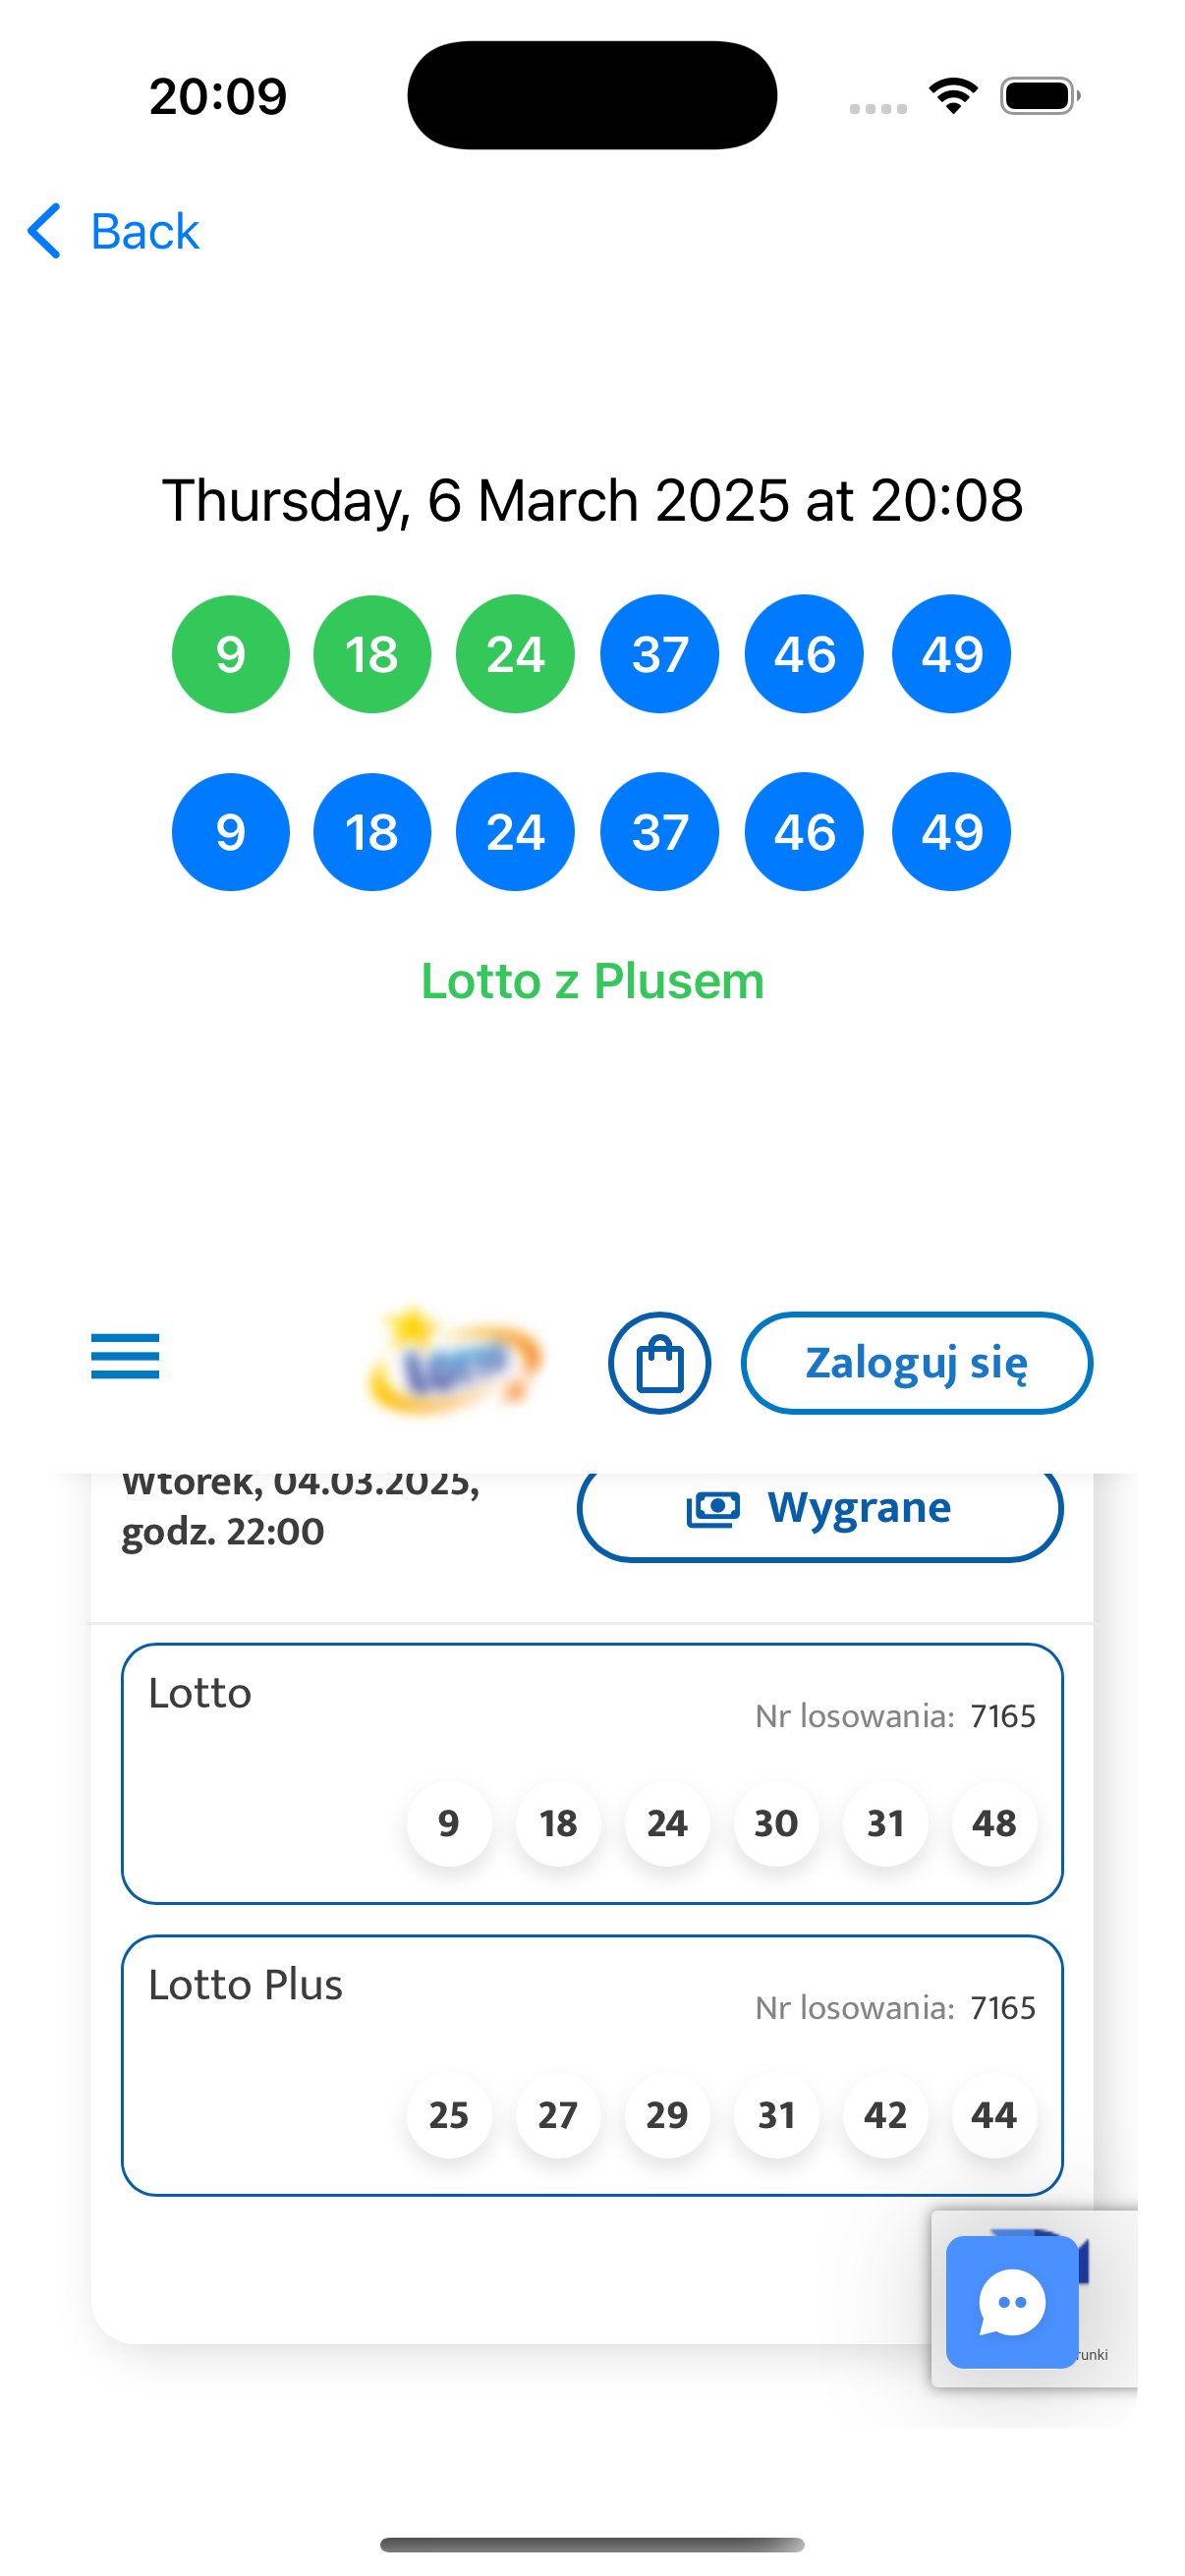 20:09
Back
Thursday, 6 March 2025 at 20:08
9 18 24 37 46 49
9 18 24 37 46 49
Lotto z Plusem
Zaloguj się
Wtorek, 04.03.2025,
godz. 22:00
Wygrane
Lotto
Nr losowania: 7165
9 18 24 30 31 48
Lotto Plus
Nr losowania: 7165
25 27 29 31 42 44